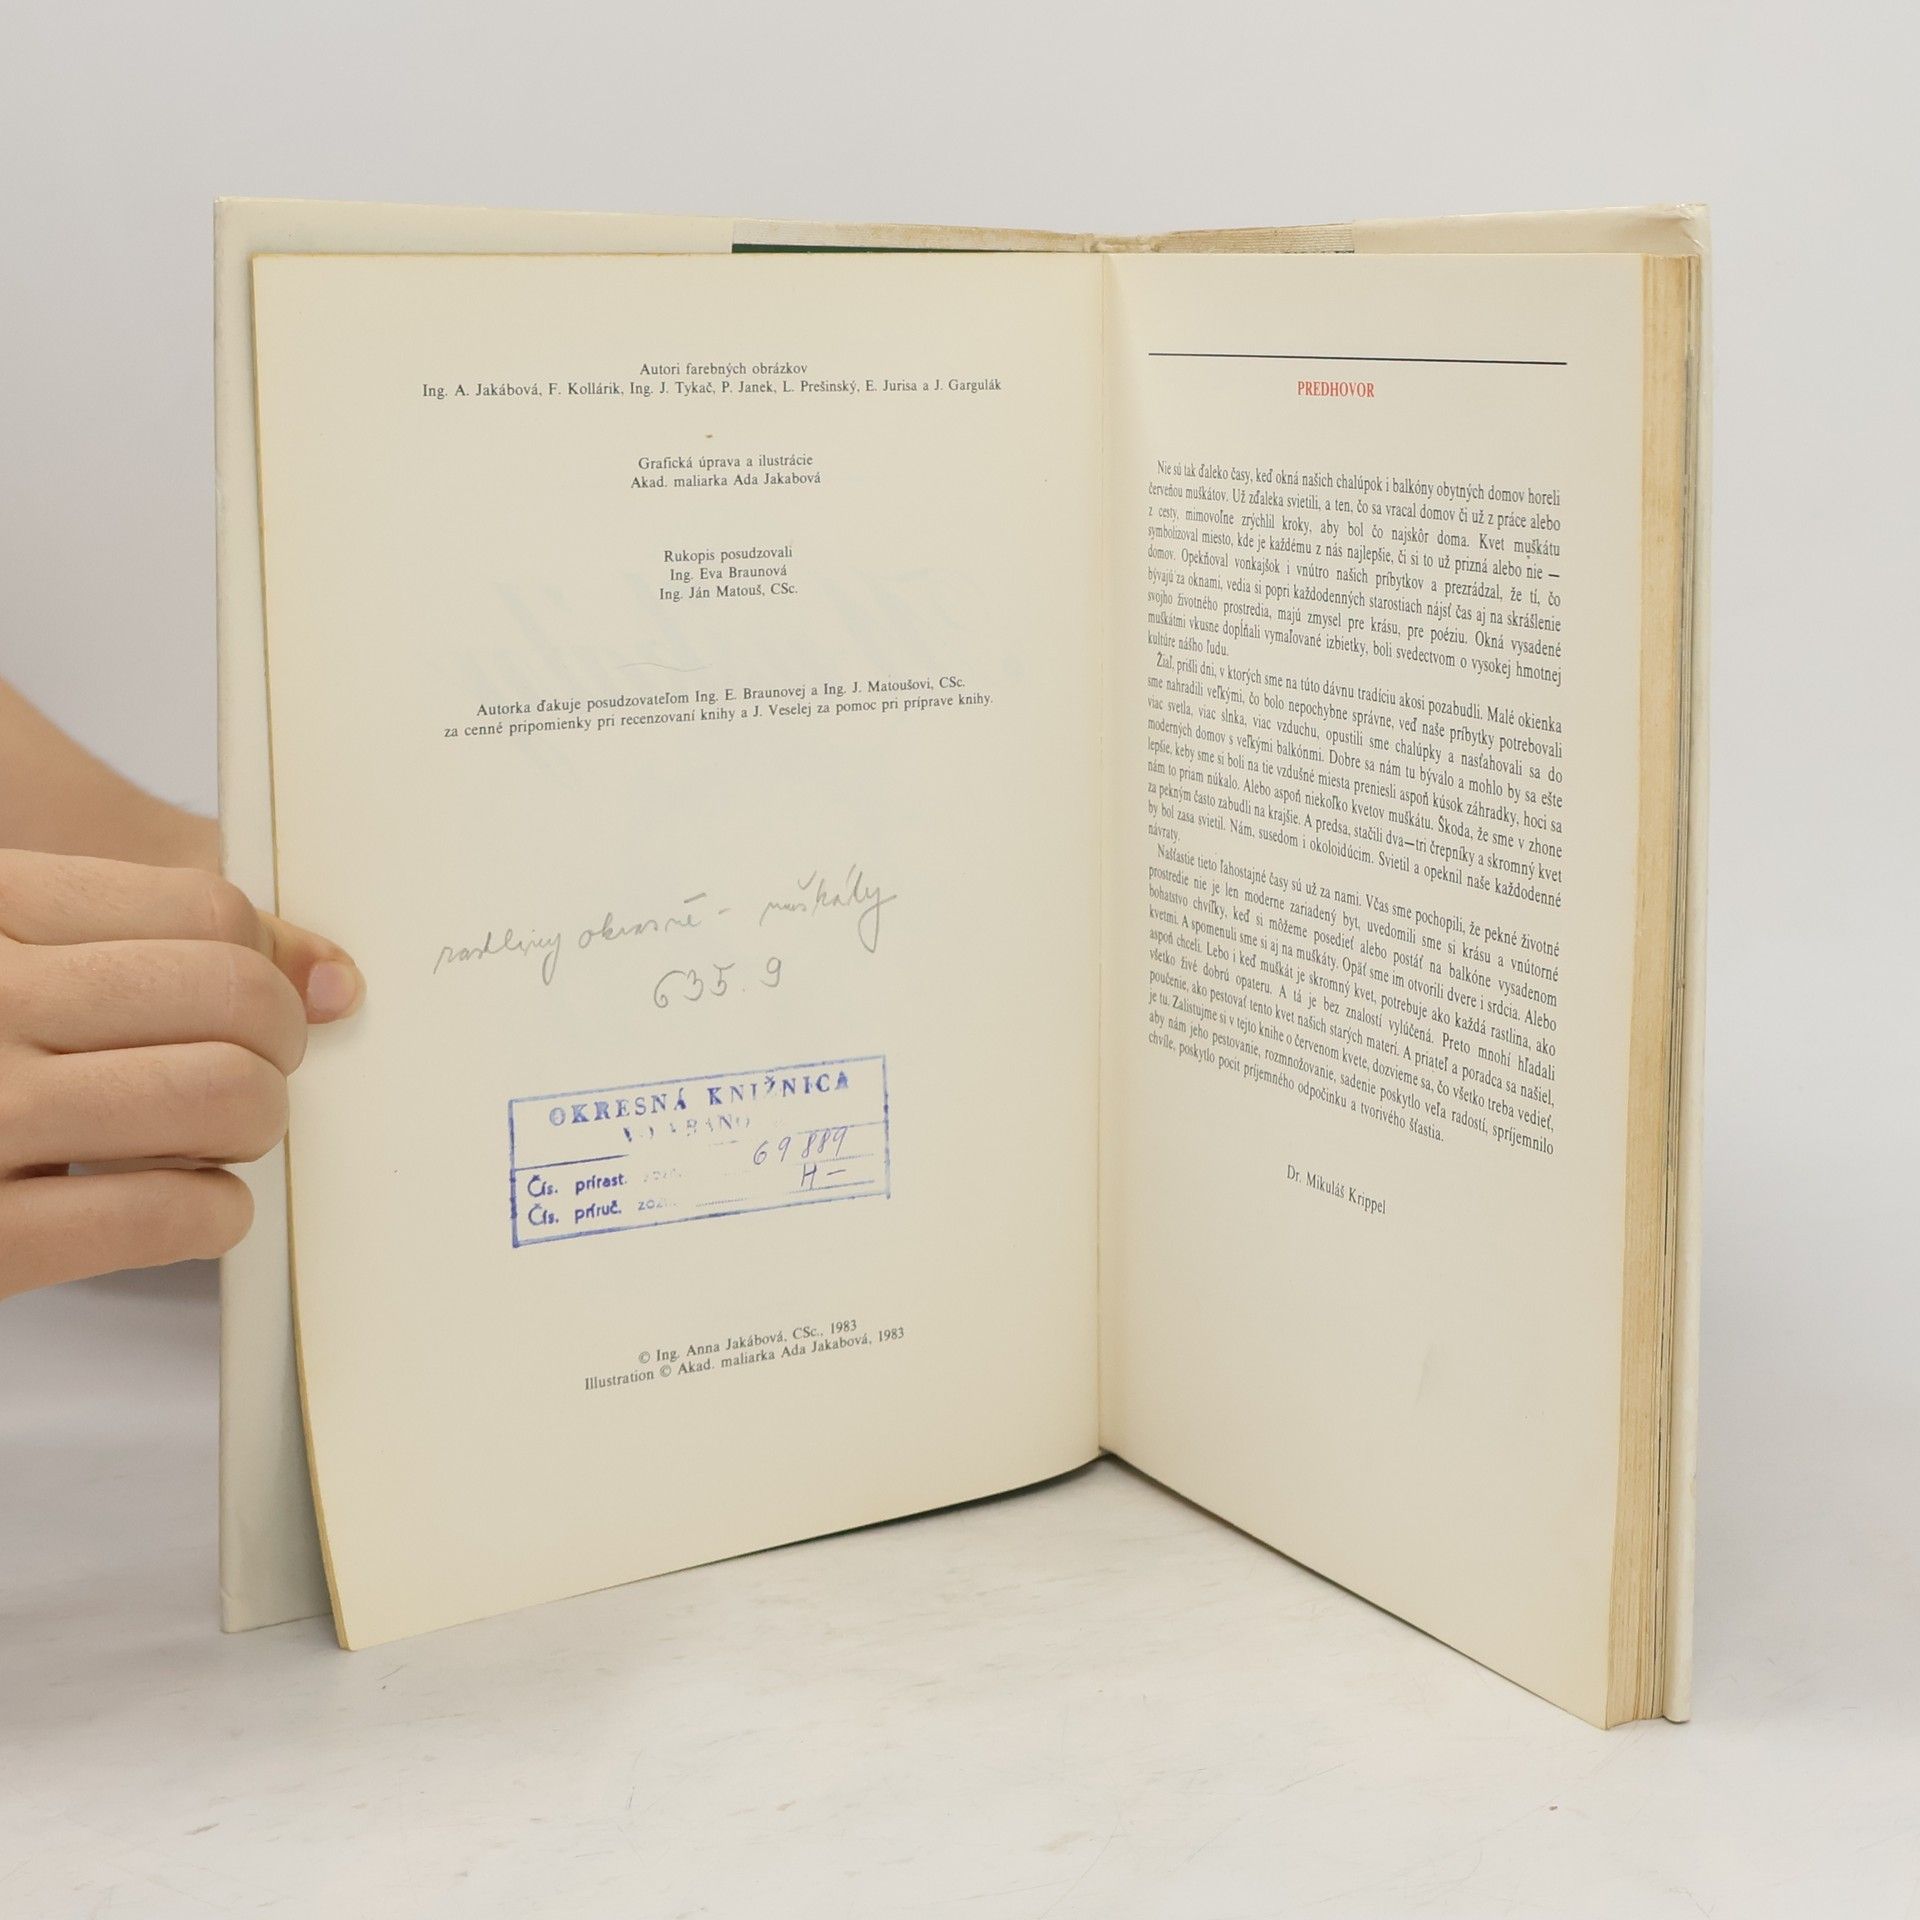 Autori farebných obrázkov
Ing. A. Jakábová, F. Kollárik, Ing. J. Tykač, P. Janek, L. Prešinský, E. Jurisa a J. Gargulák
Grafická úprava a ilustrácie
Akad. maliarka Ada Jakabová
Rukopis posudzovali
Ing. Eva Braunová
Ing. Ján Matouš, CSc.
Autorka ďakuje posudzovateľom Ing. E. Braunovej a Ing. J. Matoušovi, CSc.
za cenné pripomienky pri recenzovaní knihy a J. Veselej za pomoc pri príprave knihy.
rastliny okrasné - muškáty
635.9
OKRESNÁ KNIŽNICA
69889
Čís. prírast.
H-
Čís. príruč.
© Ing. Anna Jakábová, CSc., 1983
Illustration © Akad. maliarka Ada Jakabová, 1983
PREDHOVOR
Nie sú tak ďaleko časy, keď okná našich chalúpok i balkóny obytných domov horeli
červeňou muškátov. Už zďaleka svietili, a ten, čo sa vracal domov či už z práce alebo
z cesty, mimovoľne zrýchlil kroky, aby bol čo najskôr doma. Kvet muškátu
symbolizoval miesto, kde je každému z nás najlepšie, či si to už prizná alebo nie —
domov. Opekňoval vonkajšok i vnútro našich príbytkov a prezrádzal, že tí, čo
bývajú za oknami, vedia si popri každodenných starostiach nájsť čas aj na skrášlenie
svojho životného prostredia, majú zmysel pre krásu, pre poéziu. Okná vysadené
muškátmi vkusne dopĺňali vymaľované izbietky, boli svedectvom o vysokej hmotnej
kultúre nášho ľudu.
Žiaľ, prišli dni, v ktorých sme na túto dávnu tradíciu akosi pozabudli. Malé okienka
sme nahradili veľkými, čo bolo nepochybne správne, veď naše príbytky potrebovali
viac svetla, viac slnka, viac vzduchu, opustili sme chalúpky a nasťahovali sa do
moderných domov s veľkými balkónmi. Dobre sa nám tu bývalo a mohlo by sa ešte
lepšie, keby sme si boli na tie vzdušné miesta preniesli aspoň kúsok záhradky, hoci sa
nám to priam núkalo. Alebo aspoň niekoľko kvetov muškátu. Škoda, že sme v zhone
za pekným často zabudli na krajšie. A predsa, stačili dva—tri črepníky a skromný kvet
by bol zasa svietil. Nám, susedom i okoloidúcim. Svietil a opeknil naše každodenné
návraty.
Našťastie tieto ľahostajné časy sú už za nami. Včas sme pochopili, že pekné životné
prostredie nie je len moderne zariadený byt, uvedomili sme si krásu a vnútorné
bohatstvo chvíľky, keď si môžeme posedieť alebo postáť na balkóne vysadenom
kvetmi. A spomenuli sme si aj na muškáty. Opäť sme im otvorili dvere i srdcia. Alebo
aspoň chceli. Lebo i keď muškát je skromný kvet, potrebuje ako každá rastlina, ako
všetko živé dobrú opateru. A tá je bez znalostí vylúčená. Preto mnohí hľadali
poučenie, ako pestovať tento kvet našich starých materí. A priateľ a poradca sa našiel,
je tu. Zalistujme si v tejto knihe o červenom kvete, dozvieme sa, čo všetko treba vedieť,
aby nám jeho pestovanie, rozmnožovanie, sadenie poskytlo veľa radostí, spríjemnilo
chvíle, poskytlo pocit príjemného odpočinku a tvorivého šťastia.
Dr. Mikuláš Krippel